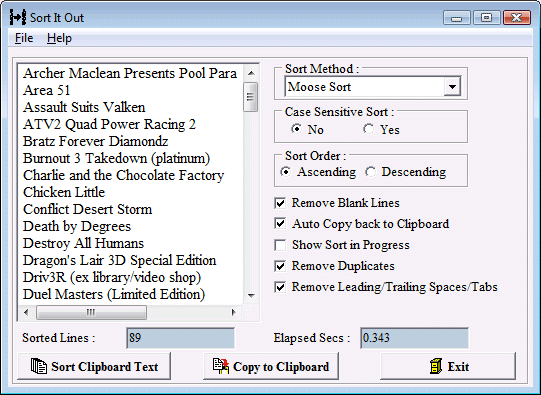 Sort It Out
File Help
Archer Maclean Presents Pool Para
Area 51
Assault Suits Valken
ATV2 Quad Power Racing 2
Bratz Forever Diamondz
Burnout 3 Takedown (platinum)
Charlie and the Chocolate Factory
Chicken Little
Conflict Desert Storm
Death by Degrees
Destroy All Humans
Dragon's Lair 3D Special Edition
Driv3R (ex library/video shop)
Duel Masters (Limited Edition)
Sort Method :
Moose Sort
Case Sensitive Sort :
No Yes
Sort Order :
Ascending Descending
Remove Blank Lines
Auto Copy back to Clipboard
Show Sort in Progress
Remove Duplicates
Remove Leading/Trailing Spaces/Tabs
Sorted Lines : 89
Elapsed Secs : 0.343
Sort Clipboard Text
Copy to Clipboard
Exit